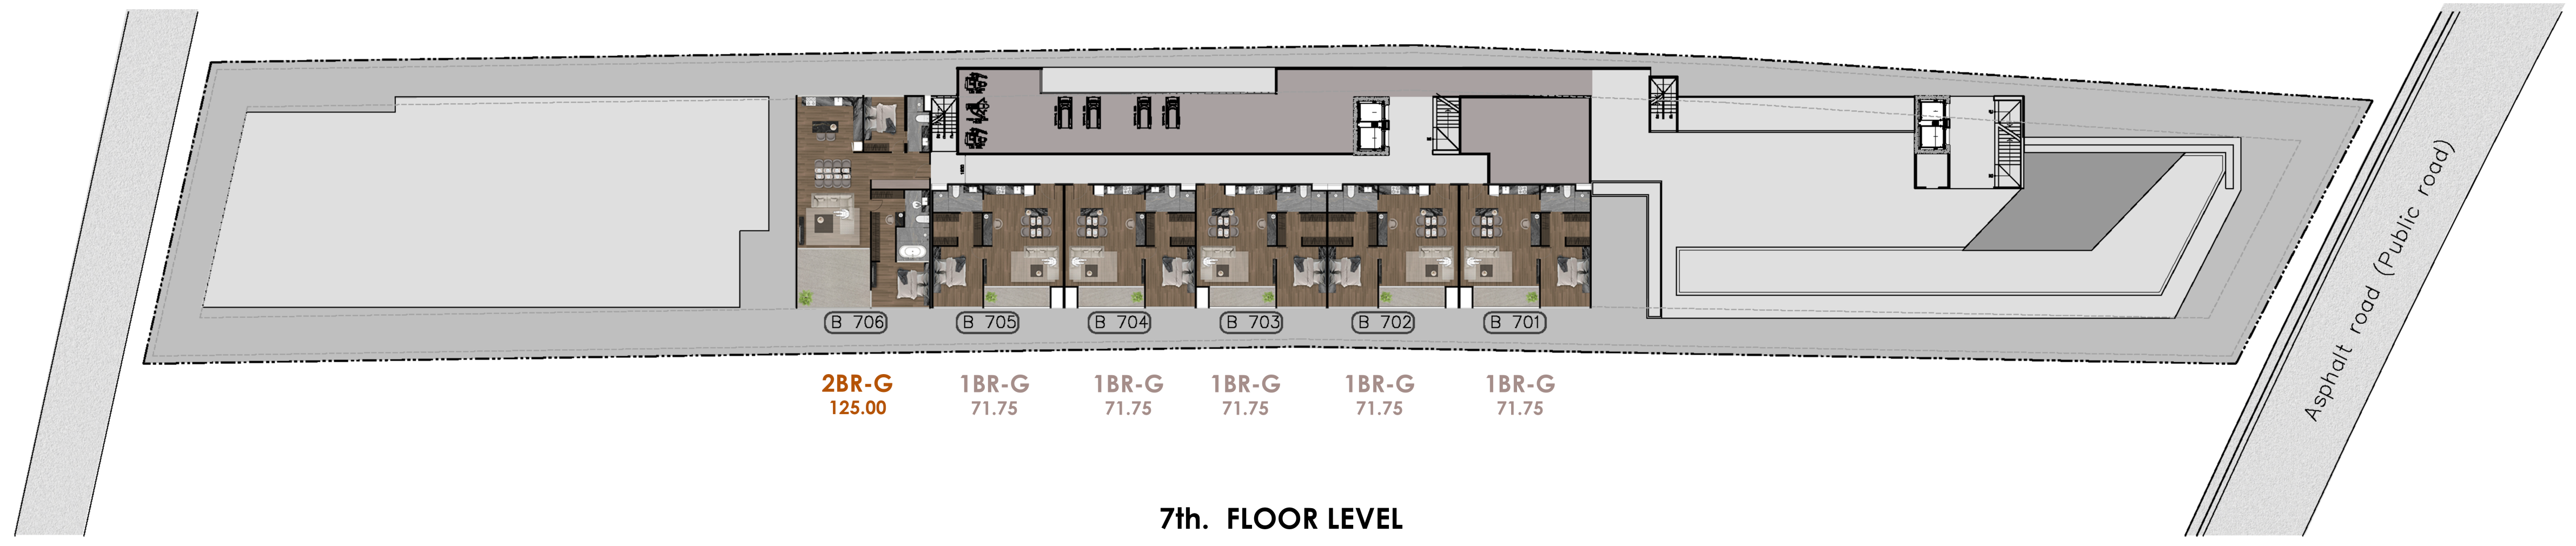 Asphalt road (Public road)
B 706
B 705
B 704
B 703
B 702
B 701
2BR-G
125.00
1BR-G
71.75
1BR-G
71.75
1BR-G
71.75
1BR-G
71.75
1BR-G
71.75
7th. FLOOR LEVEL